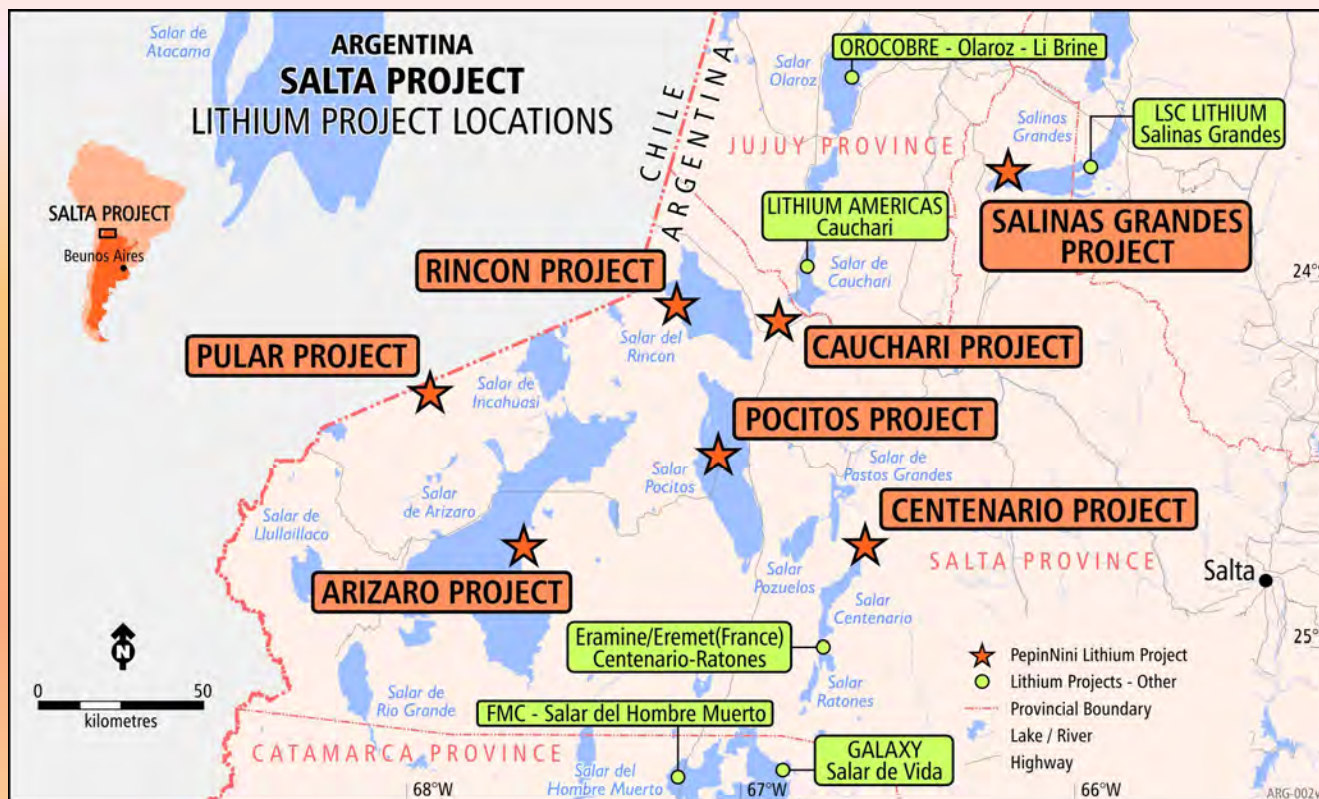 ARGENTINA
SALTA PROJECT
LITHIUM PROJECT LOCATIONS
Salar de
Atacama
CHILE
ARGENTINA
OROCOBRE - Olaroz - Li Brine
Salar
Olaroz
JUJUY PROVINCE
Salinas
Grandes
LSC LITHIUM
Salinas Grandes
SALINAS GRANDES
PROJECT
LITHIUM AMERICAS
Cauchari
Salar de
Cauchari
SALTA PROJECT
Beunos Aires
RINCON PROJECT
Salar del
Rincon
CAUCHARI PROJECT
24°
PULAR PROJECT
Salar de
Incahuasi
POCITOS PROJECT
Salar
Pocitos
Salar de
Pastos Grandes
Salar
de Arizaro
Salar de
Llullaillaco
CENTENARIO PROJECT
SALTA PROVINCE
Salta
ARIZARO PROJECT
Salar
Pozuelos
Salar
Centenario
Eramine/Eremet(France)
Centenario-Ratones
25°
N
0 50
kilometres
Salar de
Rio Grande
Salar
Ratones
FMC - Salar del Hombre Muerto
CATAMARCA PROVINCE
Salar del
Hombre Muerto
GALAXY
Salar de Vida
PepinNini Lithium Project
Lithium Projects - Other
Provincial Boundary
Lake / River
Highway
68°W
67°W
66°W
ARG-002v